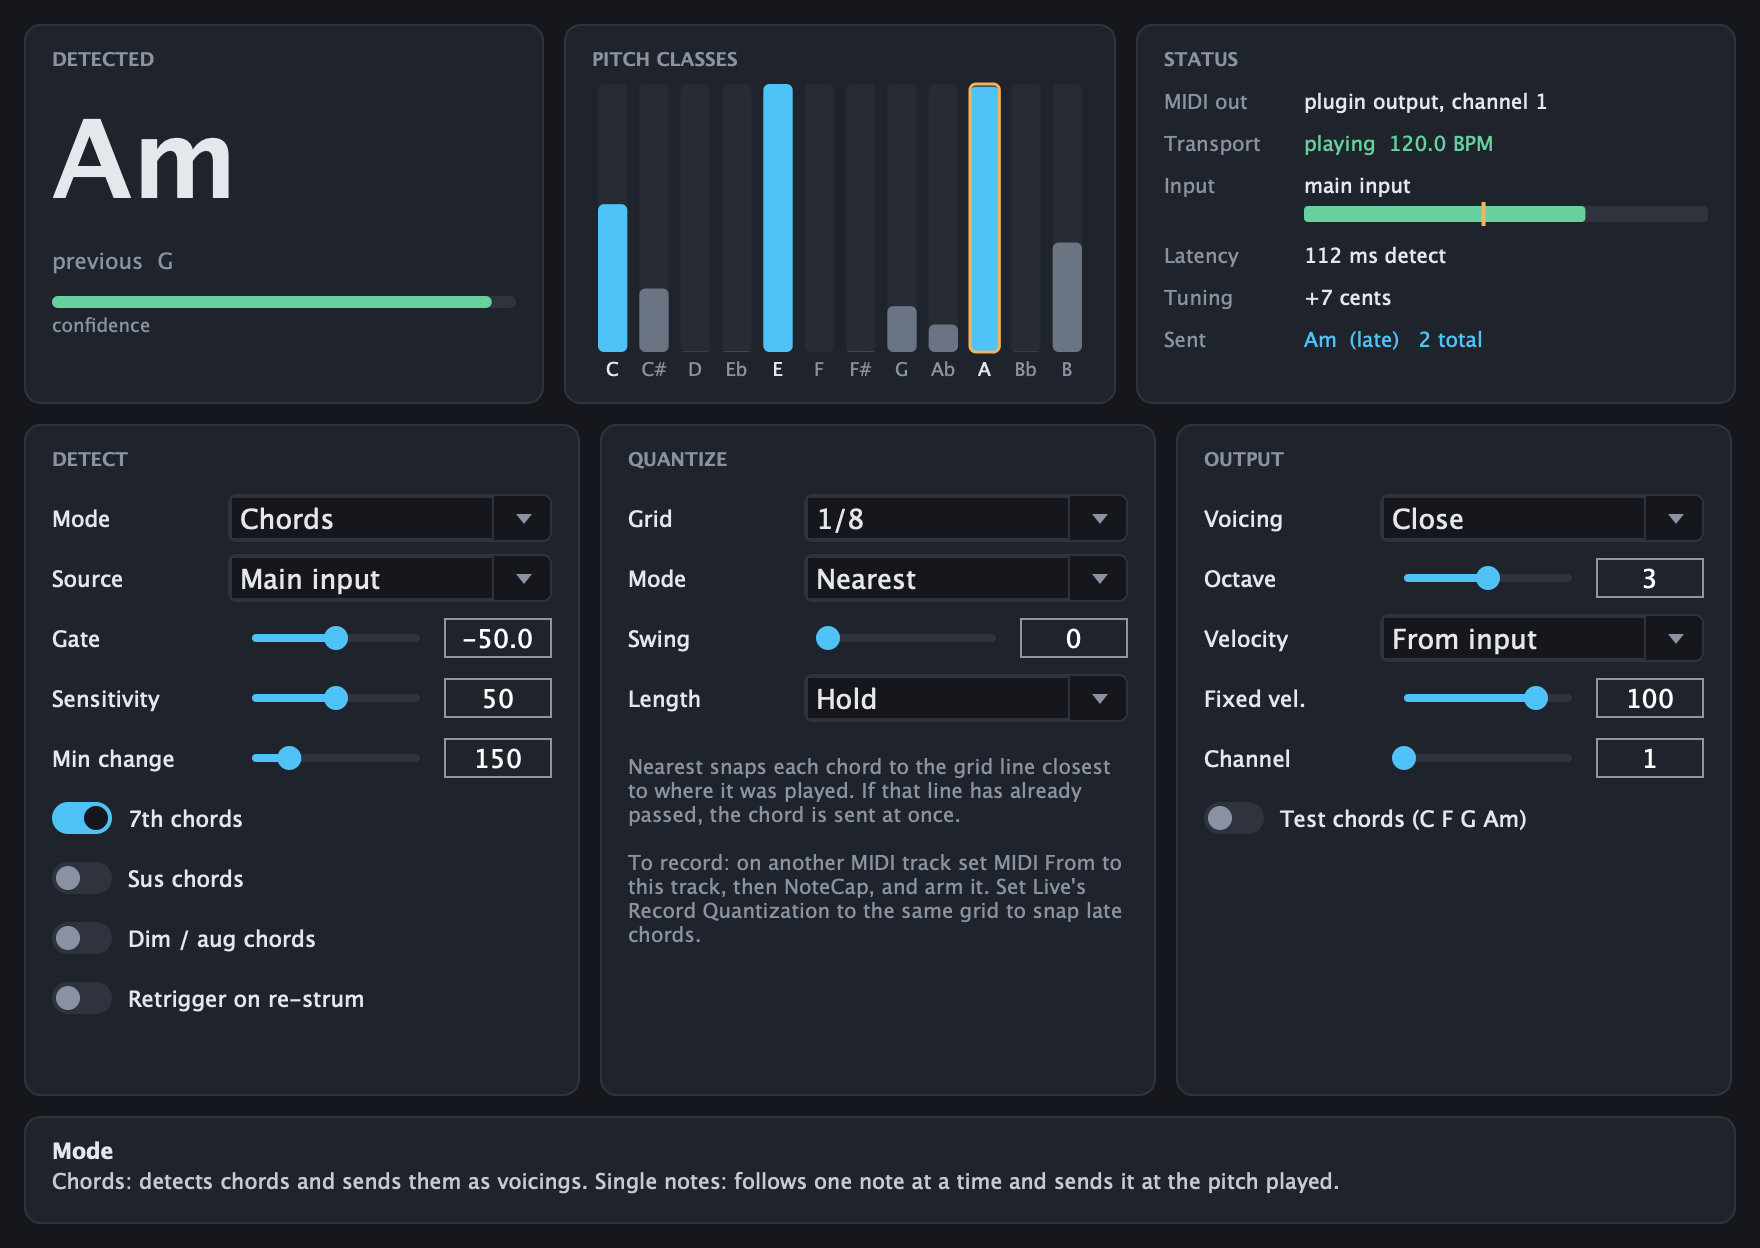 DETECTED
Am
previous G
confidence
PITCH CLASSES
C C# D Eb E F F# G Ab A Bb B
STATUS
MIDI out plugin output, channel 1
Transport playing 120.0 BPM
Input main input
Latency 112 ms detect
Tuning +7 cents
Sent Am (late) 2 total
DETECT
Mode Chords
Source Main input
Gate -50.0
Sensitivity 50
Min change 150
7th chords
Sus chords
Dim / aug chords
Retrigger on re-strum
QUANTIZE
Grid 1/8
Mode Nearest
Swing 0
Length Hold
Nearest snaps each chord to the grid line closest
to where it was played. If that line has already
passed, the chord is sent at once.
To record: on another MIDI track set MIDI From to
this track, then NoteCap, and arm it. Set Live's
Record Quantization to the same grid to snap late
chords.
OUTPUT
Voicing Close
Octave 3
Velocity From input
Fixed vel. 100
Channel 1
Test chords (C F G Am)
Mode
Chords: detects chords and sends them as voicings. Single notes: follows one note at a time and sends it at the pitch played.